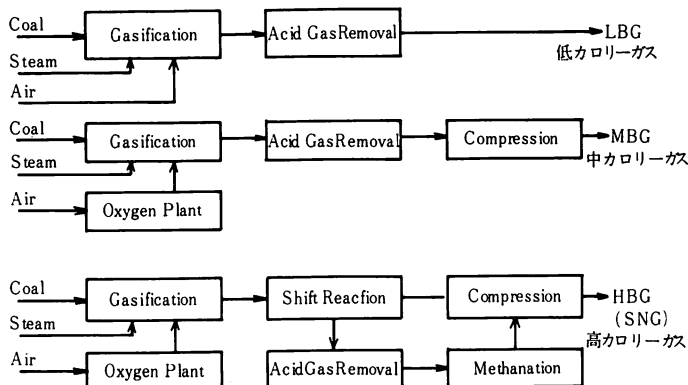 Coal
Gasification
Acid GasRemoval
LBG
低カロリーガス
Steam
Air
Coal
Gasification
Acid GasRemoval
Compression
MBG
中カロリーガス
Steam
Air
Oxygen Plant
Coal
Gasification
Shift Reacfion
Compression
HBG
(SNG)
高カロリーガス
Steam
Air
Oxygen Plant
AcidGasRemoval
Methanation